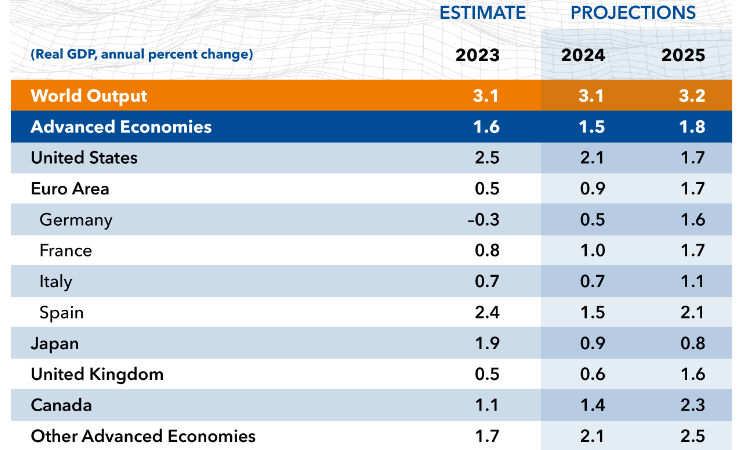 ESTIMATE PROJECTIONS
(Real GDP, annual percent change) 2023 2024 2025
World Output 3.1 3.1 3.2
Advanced Economies 1.6 1.5 1.8
United States 2.5 2.1 1.7
Euro Area 0.5 0.9 1.7
Germany –0.3 0.5 1.6
France 0.8 1.0 1.7
Italy 0.7 0.7 1.1
Spain 2.4 1.5 2.1
Japan 1.9 0.9 0.8
United Kingdom 0.5 0.6 1.6
Canada 1.1 1.4 2.3
Other Advanced Economies 1.7 2.1 2.5